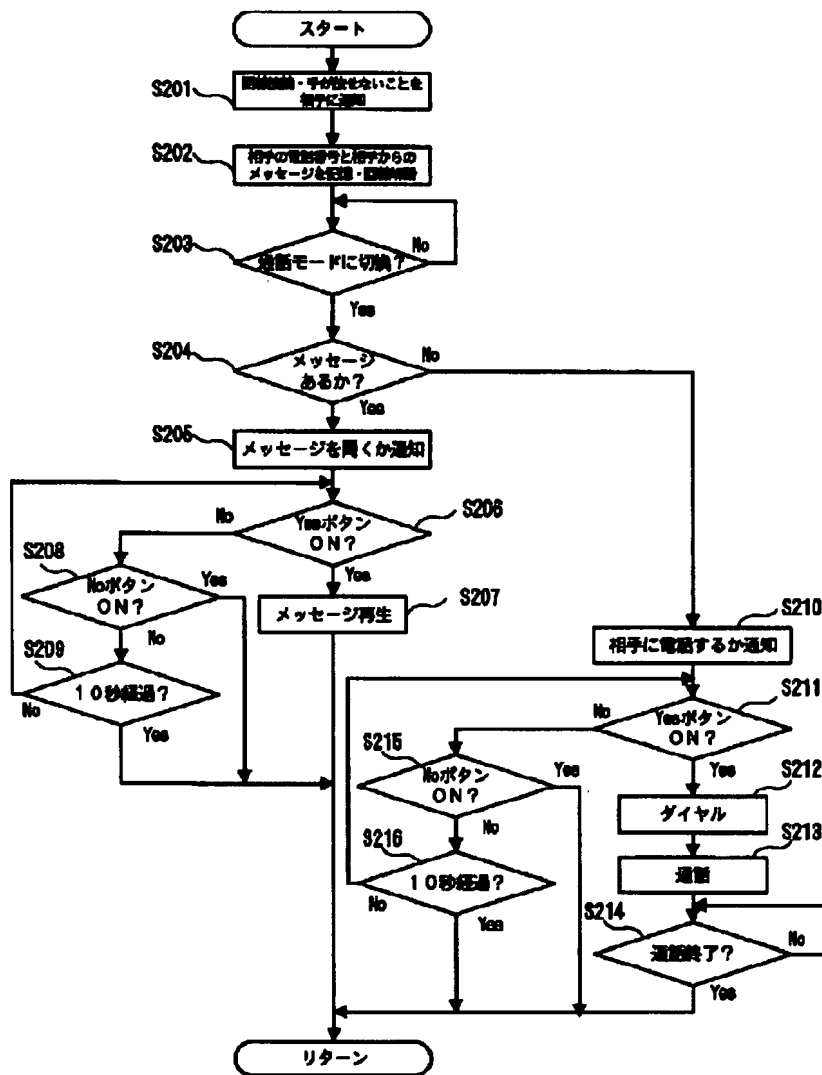 スタート
S201
・手が放せないことを
相手に通知
S202
相手の電話番号と相手からの
メッセージを記憶・回線切断
S203
通話モードに切換?
No
Yes
S204
メッセージ
あるか?
No
Yes
S205
メッセージを聞くか通知
S206
Yesボタン
ON?
No
Yes
S208
Noボタン
ON?
Yes
No
S207
メッセージ再生
S209
10秒経過?
No
Yes
S210
相手に電話するか通知
S211
Yesボタン
ON?
No
Yes
S215
Noボタン
ON?
Yes
No
S212
ダイヤル
S213
通話
S216
10秒経過?
No
Yes
S214
通話終了?
No
Yes
リターン